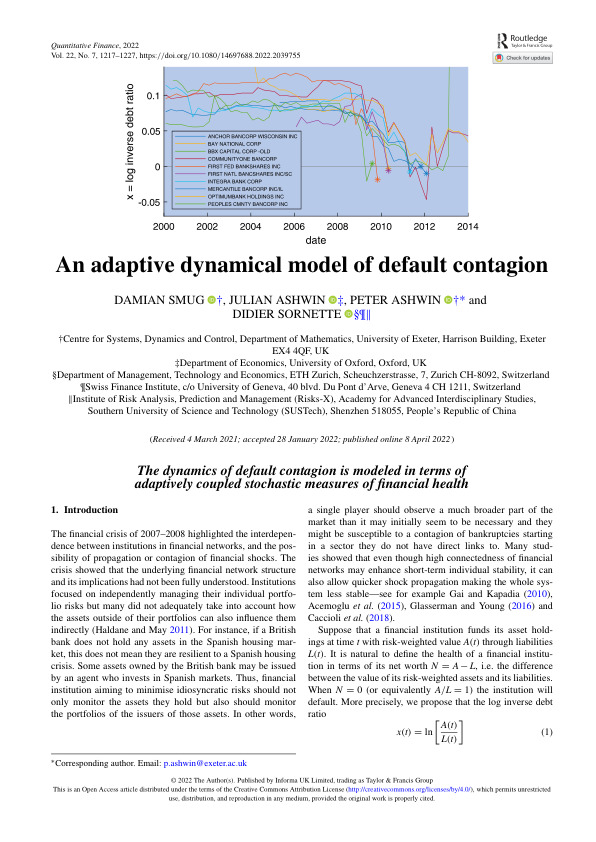 Quantitative Finance, 2022
Vol. 22, No. 7, 1217–1227, https://doi.org/10.1080/14697688.2022.2039755
Routledge
Taylor & Francis Group
Check for updates
x = log inverse debt ratio
0.1
0.05
0
-0.05
ANCHOR BANCORP WISCONSIN INC
BAY NATIONAL CORP
BBX CAPITAL CORP -OLD
COMMUNITYONE BANCORP
FIRST FED BANKSHARES INC
FIRST NATL BANCSHARES INC/SC
INTEGRA BANK CORP
MERCANTILE BANCORP INC/IL
OPTIMUMBANK HOLDINGS INC
PEOPLES CMNTY BANCORP INC
2000 2002 2004 2006 2008 2010 2012 2014
date
An adaptive dynamical model of default contagion
DAMIAN SMUG †, JULIAN ASHWIN ‡, PETER ASHWIN †* and
DIDIER SORNETTE §¶‖
†Centre for Systems, Dynamics and Control, Department of Mathematics, University of Exeter, Harrison Building, Exeter
EX4 4QF, UK
‡Department of Economics, University of Oxford, Oxford, UK
§Department of Management, Technology and Economics, ETH Zurich, Scheuchzerstrasse, 7, Zurich CH-8092, Switzerland
¶Swiss Finance Institute, c/o University of Geneva, 40 blvd. Du Pont d'Arve, Geneva 4 CH 1211, Switzerland
‖Institute of Risk Analysis, Prediction and Management (Risks-X), Academy for Advanced Interdisciplinary Studies,
Southern University of Science and Technology (SUSTech), Shenzhen 518055, People's Republic of China
(Received 4 March 2021; accepted 28 January 2022; published online 8 April 2022)
The dynamics of default contagion is modeled in terms of
adaptively coupled stochastic measures of financial health
1. Introduction
The financial crisis of 2007–2008 highlighted the interdepen-
dence between institutions in financial networks, and the pos-
sibility of propagation or contagion of financial shocks. The
crisis showed that the underlying financial network structure
and its implications had not been fully understood. Institutions
focused on independently managing their individual portfo-
lio risks but many did not adequately take into account how
the assets outside of their portfolios can also influence them
indirectly (Haldane and May 2011). For instance, if a British
bank does not hold any assets in the Spanish housing mar-
ket, this does not mean they are resilient to a Spanish housing
crisis. Some assets owned by the British bank may be issued
by an agent who invests in Spanish markets. Thus, financial
institution aiming to minimise idiosyncratic risks should not
only monitor the assets they hold but also should monitor
the portfolios of the issuers of those assets. In other words,
a single player should observe a much broader part of the
market than it may initially seem to be necessary and they
might be susceptible to a contagion of bankruptcies starting
in a sector they do not have direct links to. Many stud-
ies showed that even though high connectedness of financial
networks may enhance short-term individual stability, it can
also allow quicker shock propagation making the whole sys-
tem less stable—see for example Gai and Kapadia (2010),
Acemoglu et al. (2015), Glasserman and Young (2016) and
Caccioli et al. (2018).
Suppose that a financial institution funds its asset hold-
ings at time t with risk-weighted value A(t) through liabilities
L(t). It is natural to define the health of a financial institu-
tion in terms of its net worth N = A − L, i.e. the difference
between the value of its risk-weighted assets and its liabilities.
When N = 0 (or equivalently A/L = 1) the institution will
default. More precisely, we propose that the log inverse debt
ratio
x(t) = ln [A(t)/L(t)] (1)
*Corresponding author. Email: p.ashwin@exeter.ac.uk
© 2022 The Author(s). Published by Informa UK Limited, trading as Taylor & Francis Group
This is an Open Access article distributed under the terms of the Creative Commons Attribution License (http://creativecommons.org/licenses/by/4.0/), which permits unrestricted
use, distribution, and reproduction in any medium, provided the original work is properly cited.